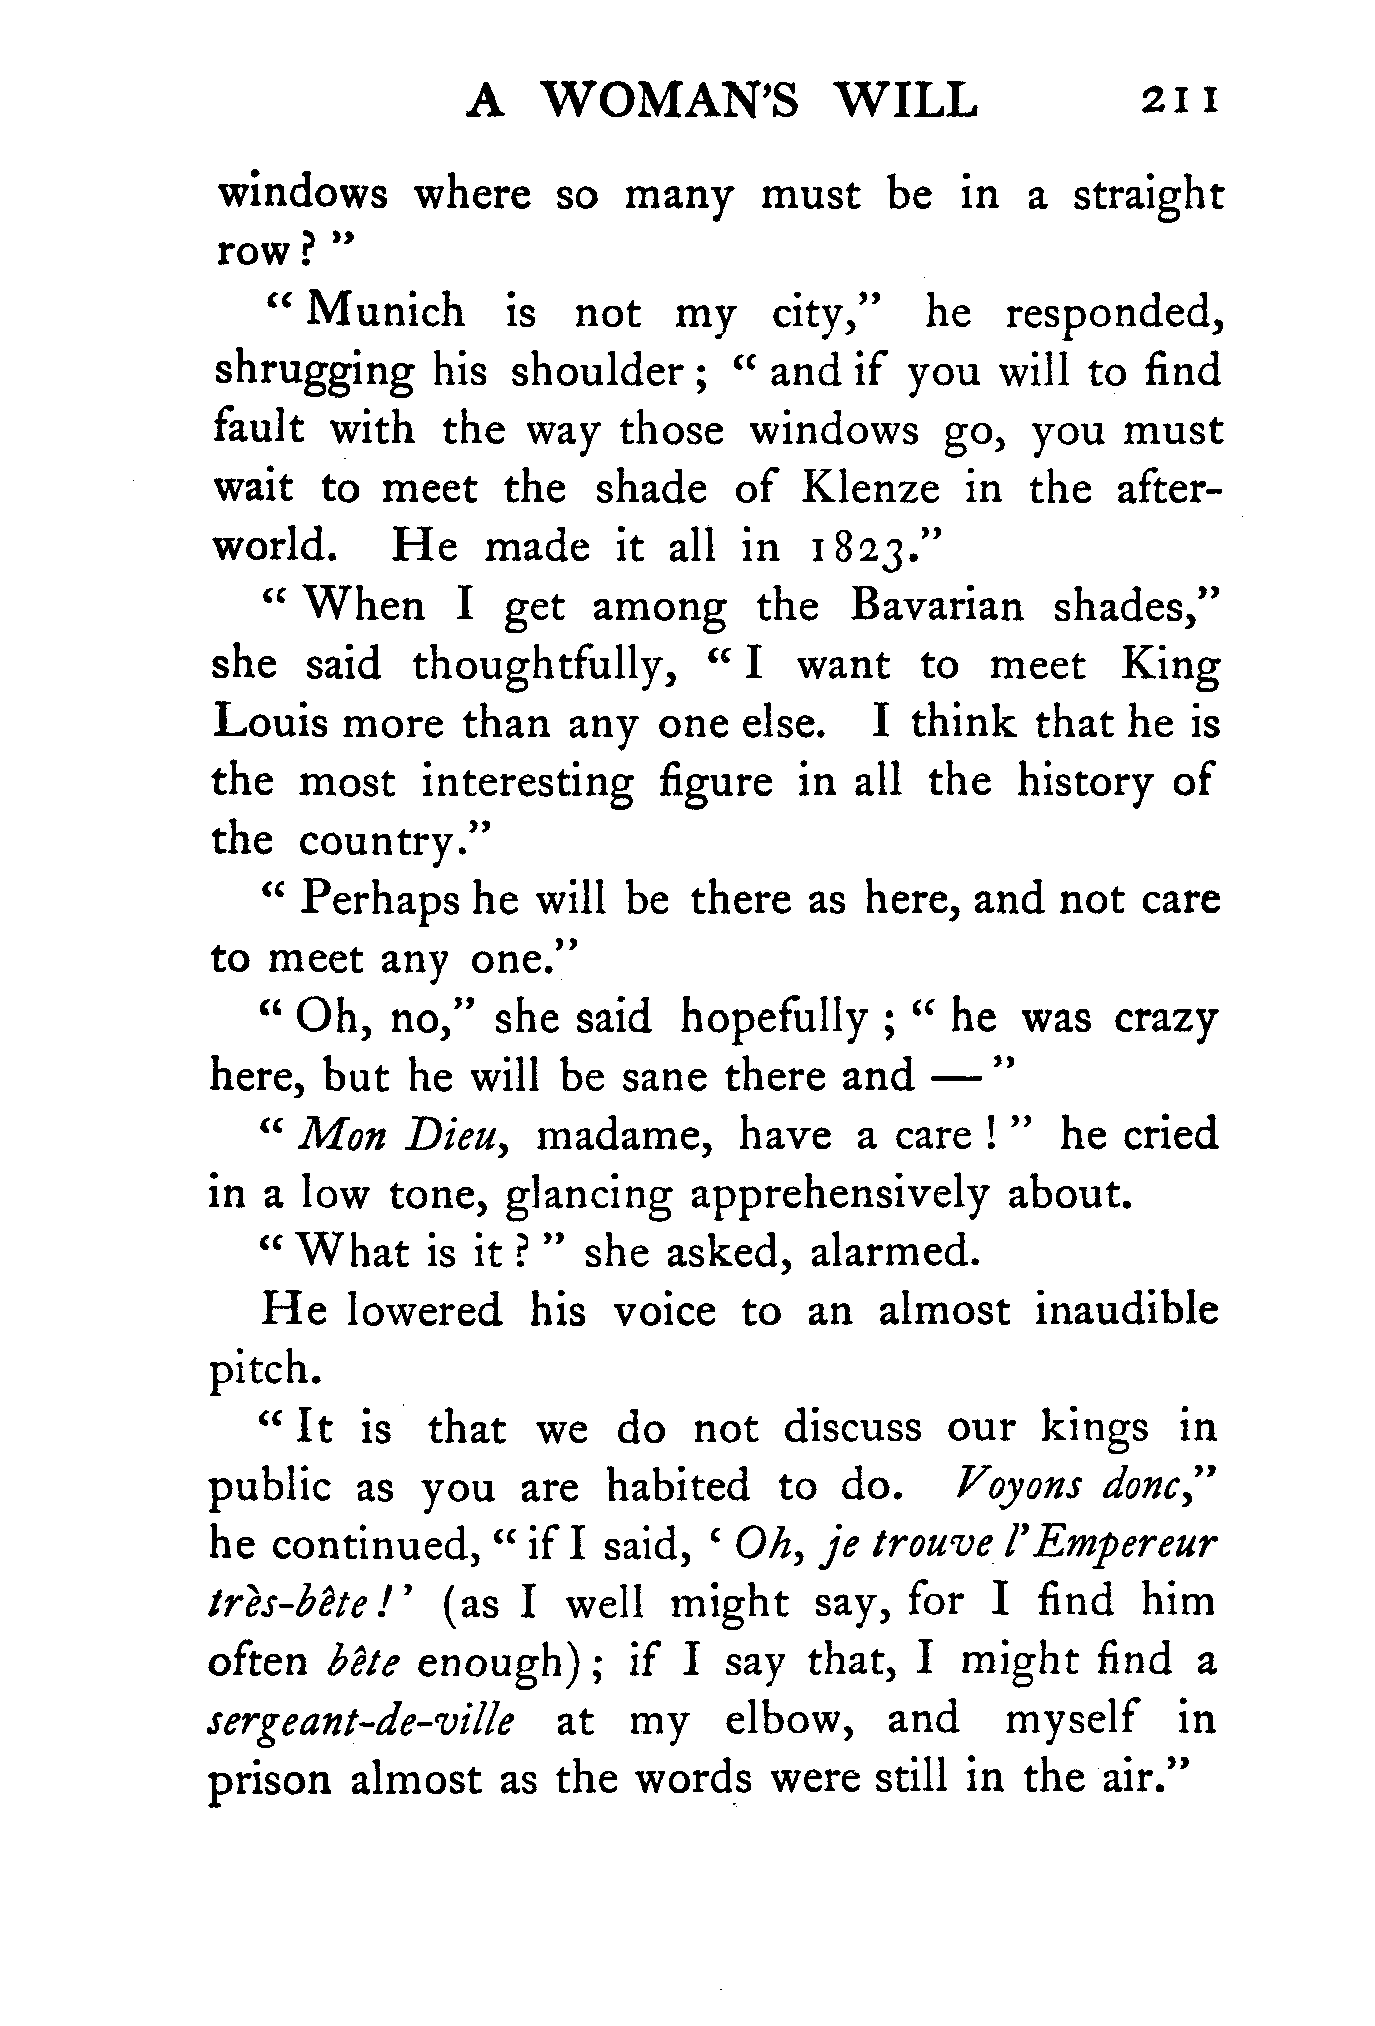 A WOMAN'S WILL 211
windows where so many must be in a straight
row?"
"Munich is not my city," he responded,
shrugging his shoulder; "and if you will to find
fault with the way those windows go, you must
wait to meet the shade of Klenze in the after-
world. He made it all in 1823."
"When I get among the Bavarian shades,"
she said thoughtfully, "I want to meet King
Louis more than any one else. I think that he is
the most interesting figure in all the history of
the country."
"Perhaps he will be there as here, and not care
to meet any one."
"Oh, no," she said hopefully; "he was crazy
here, but he will be sane there and—"
"Mon Dieu, madame, have a care!" he cried
in a low tone, glancing apprehensively about.
"What is it?" she asked, alarmed.
He lowered his voice to an almost inaudible
pitch.
"It is that we do not discuss our kings in
public as you are habited to do. Voyons donc,"
he continued, "if I said, 'Oh, je trouve l'Empereur
très-bête!' (as I well might say, for I find him
often bête enough); if I say that, I might find a
sergeant-de-ville at my elbow, and myself in
prison almost as the words were still in the air."